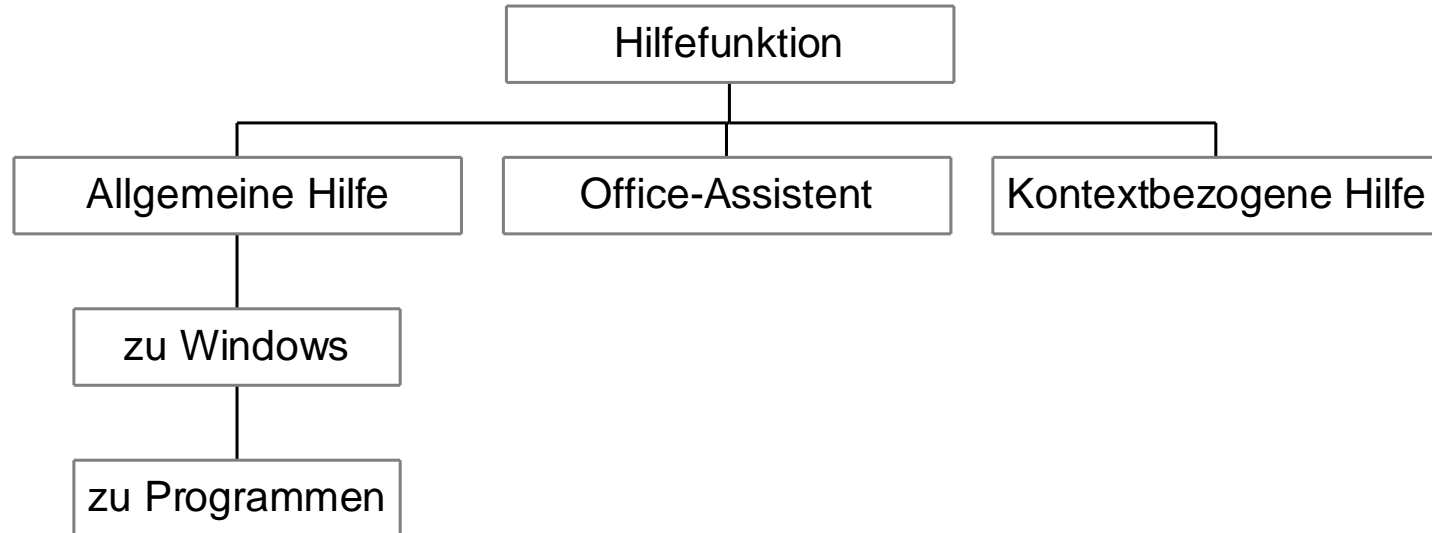 Hilfefunktion
Allgemeine Hilfe
Office-Assistent
Kontextbezogene Hilfe
zu Windows
zu Programmen